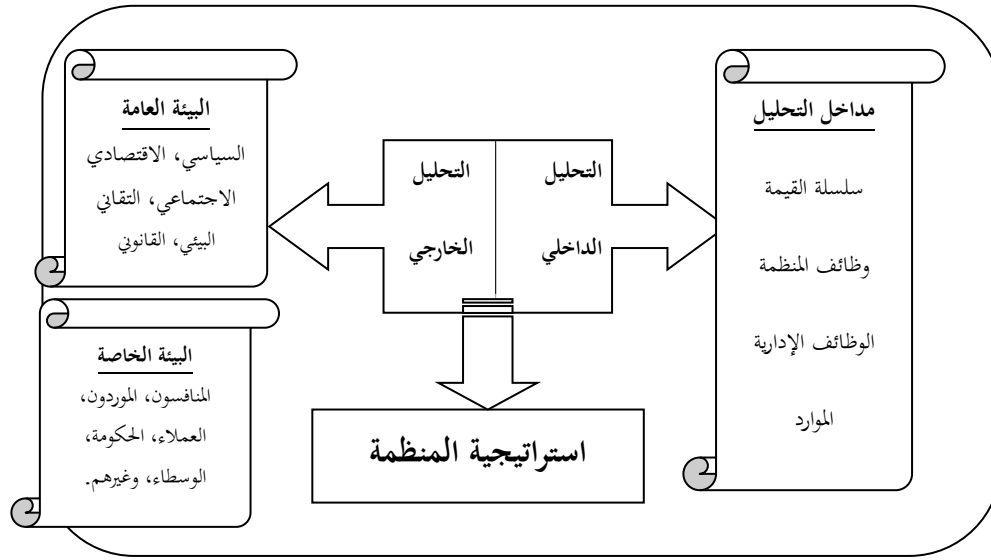 مداخل التحليل
سلسلة القيمة
وظائف المنظمة
الوظائف الإدارية
الموارد
التحليل
الداخلي
التحليل
الخارجي
البيئة العامة
السياسي، الاقتصادي
الاجتماعي، التقاني
البيئي، القانوني
البيئة الخاصة
المنافسون، الموردون،
العملاء، الحكومة،
الوسطاء، وغيرهم.
استراتيجية المنظمة